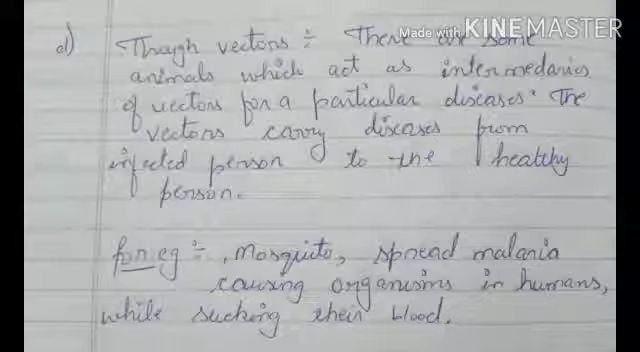 d) Through vectors ÷ There are some
Made with KINEMASTER
animals which act as intermedaries
of vectors for a particular diseases. The
vectors carry diseases from
infected person to the healthy
person.
for eg ÷ , Mosquito, spread malaria
causing organisms in humans,
while sucking their blood.